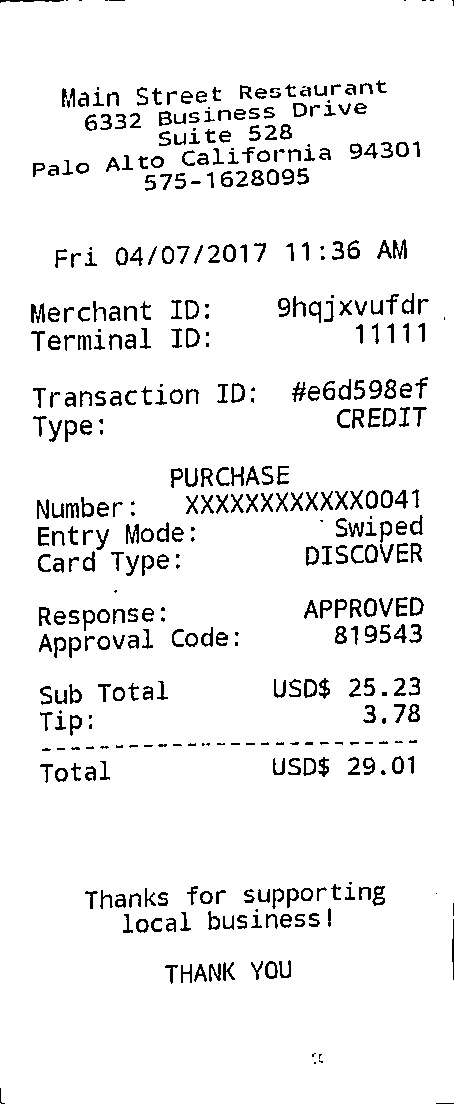 Main Street Restaurant
6332 Business Drive
Suite 528
Palo Alto California 94301
575-1628095
Fri 04/07/2017 11:36 AM
Merchant ID: 9hqjxvufdr
Terminal ID: 11111
Transaction ID: #e6d598ef
Type: CREDIT
PURCHASE
Number: XXXXXXXXXXXX0041
Entry Mode: Swiped
Card Type: DISCOVER
Response: APPROVED
Approval Code: 819543
Sub Total USD$ 25.23
Tip: 3.78
--------------------------
Total USD$ 29.01
Thanks for supporting
local business!
THANK YOU